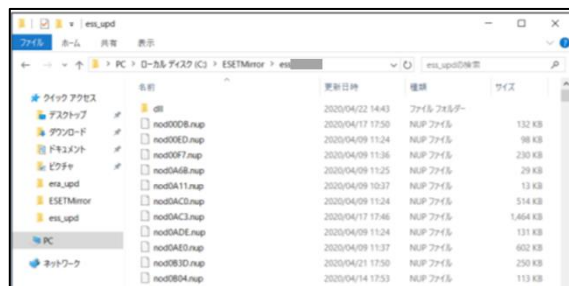 ess_upd
ファイル ホーム 共有 表示
PC > ローカル ディスク (C:) > ESETMirror > ess
ess_updの検索
名前 更新日時 種類 サイズ
クイック アクセス
デスクトップ
ダウンロード
ドキュメント
ピクチャ
era_upd
ESETMirror
ess_upd
PC
ネットワーク
dll 2020/04/22 14:43 ファイル フォルダー
nod00DB.nup 2020/04/17 17:50 NUP ファイル 132 KB
nod00ED.nup 2020/04/09 11:24 NUP ファイル 98 KB
nod00F7.nup 2020/04/09 11:36 NUP ファイル 230 KB
nod0A6B.nup 2020/04/09 11:25 NUP ファイル 29 KB
nod0A11.nup 2020/04/09 10:37 NUP ファイル 13 KB
nod0AC0.nup 2020/04/09 11:24 NUP ファイル 514 KB
nod0AC3.nup 2020/04/17 17:46 NUP ファイル 1,464 KB
nod0ADE.nup 2020/04/09 11:24 NUP ファイル 131 KB
nod0AE0.nup 2020/04/09 11:37 NUP ファイル 602 KB
nod0B3D.nup 2020/04/21 17:50 NUP ファイル 250 KB
nod0B04.nup 2020/04/14 17:53 NUP ファイル 113 KB